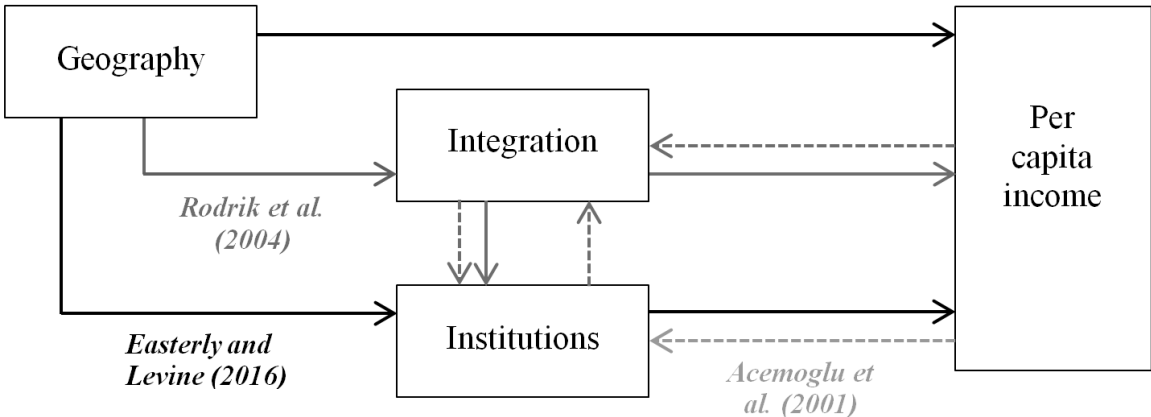 Geography
Integration
Per
capita
income
Rodrik et al.
(2004)
Institutions
Easterly and
Levine (2016)
Acemoglu et
al. (2001)